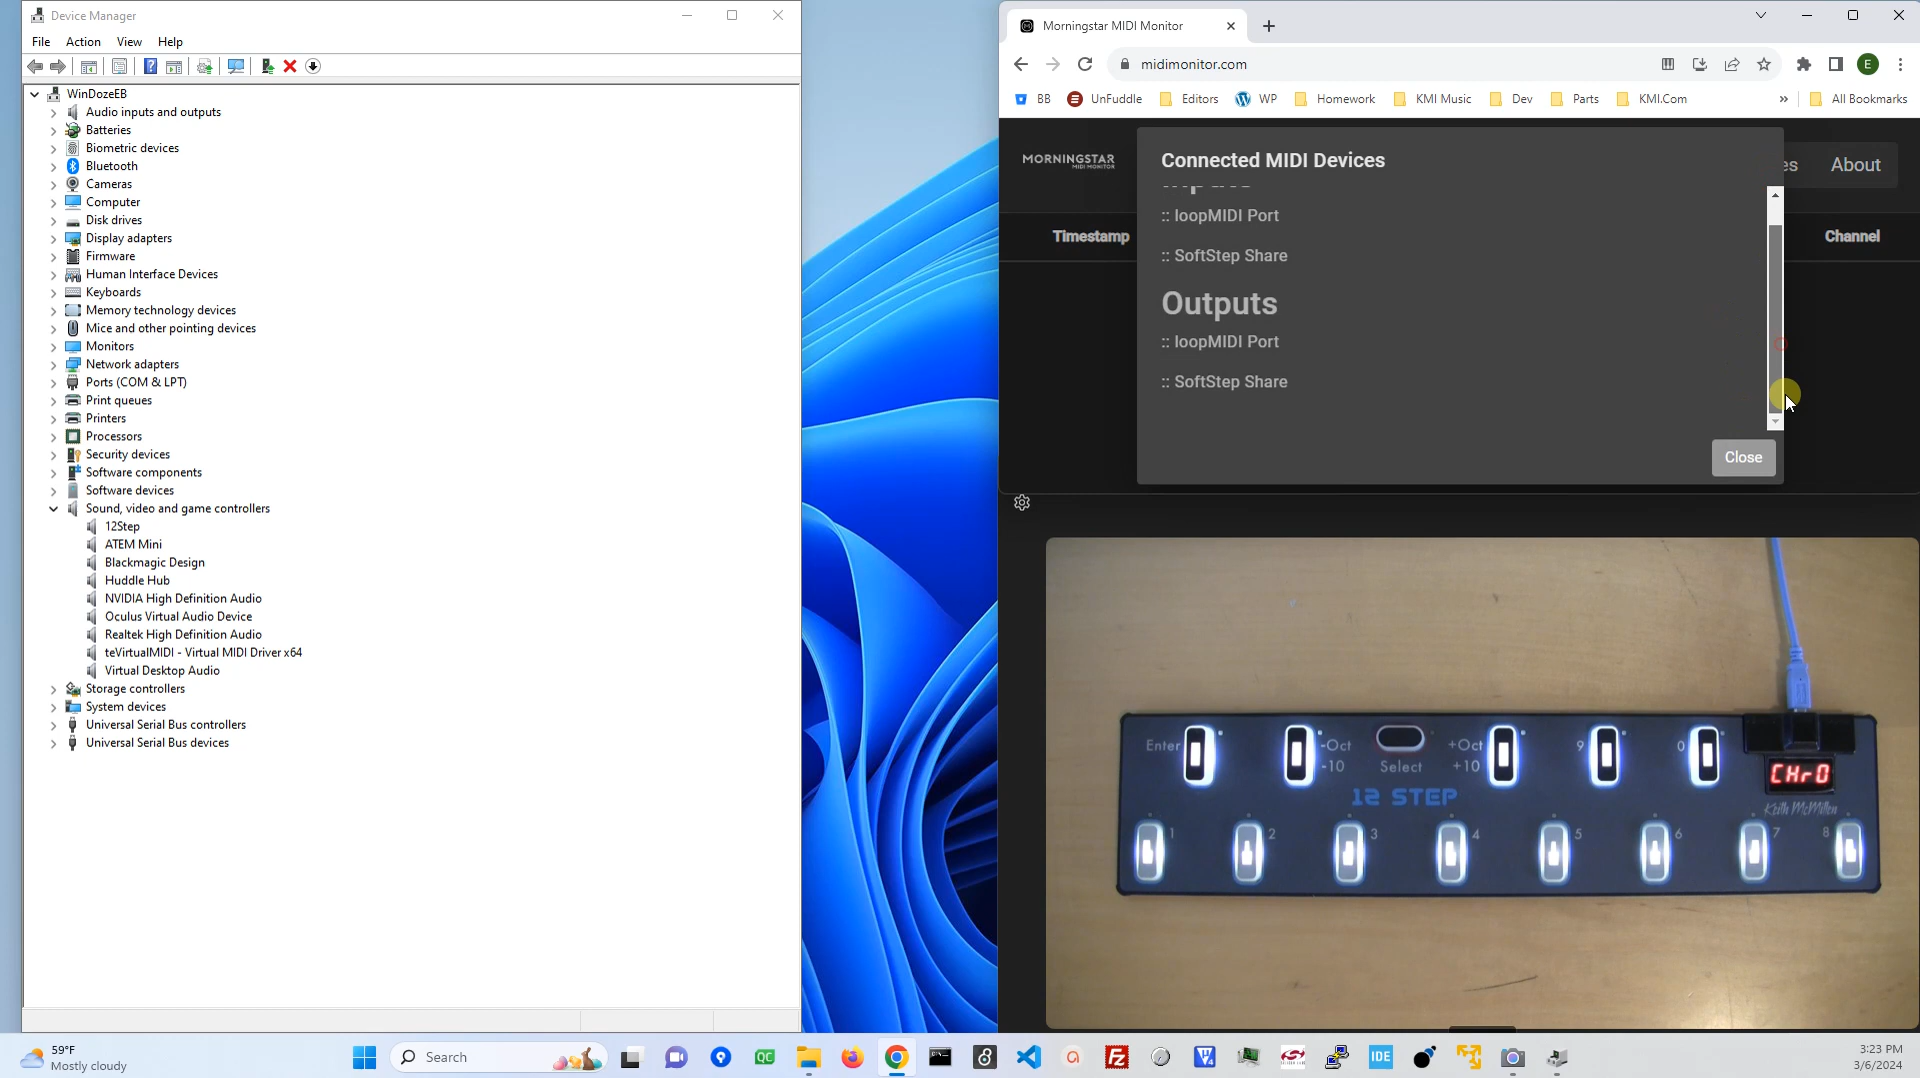 Device Manager
File Action View Help
WinDozeEB
Audio inputs and outputs
Batteries
Biometric devices
Bluetooth
Cameras
Computer
Disk drives
Display adapters
Firmware
Human Interface Devices
Keyboards
Memory technology devices
Mice and other pointing devices
Monitors
Network adapters
Ports (COM & LPT)
Print queues
Printers
Processors
Security devices
Software components
Software devices
Sound, video and game controllers
12Step
ATEM Mini
Blackmagic Design
Huddle Hub
NVIDIA High Definition Audio
Oculus Virtual Audio Device
Realtek High Definition Audio
teVirtualMIDI - Virtual MIDI Driver x64
Virtual Desktop Audio
Storage controllers
System devices
Universal Serial Bus controllers
Universal Serial Bus devices
Morningstar MIDI Monitor
midimonitor.com
E
BB UnFuddle Editors WP Homework KMI Music Dev Parts KMI.Com » All Bookmarks
MORNINGSTAR
MIDI MONITOR
Connected MIDI Devices
es About
Timestamp Channel
:: loopMIDI Port
:: SoftStep Share
Outputs
:: loopMIDI Port
:: SoftStep Share
Close
Enter -Oct +Oct 9 0
-10 Select +10
CHr0
12 STEP
Keith McMillen
1 2 3 4 5 6 7 8
59°F
Mostly cloudy
Search
QC
FZ
IDE
3:23 PM
3/6/2024